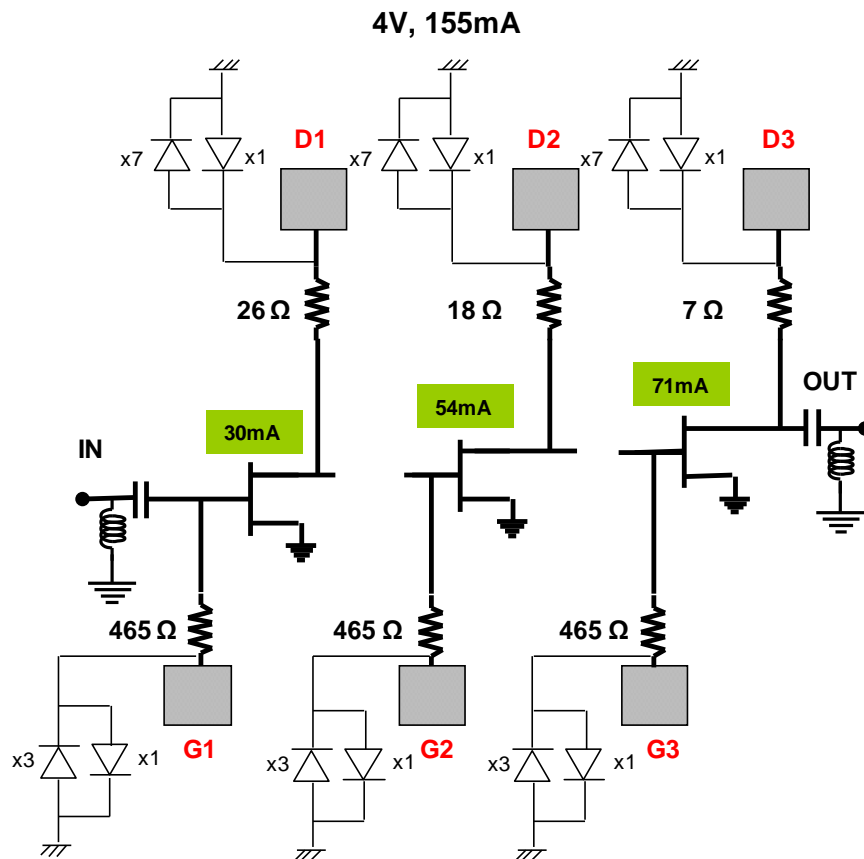 4V, 155mA
D1 D2 D3
x7 x1 x7 x1 x7 x1
26 Ω 18 Ω 7 Ω
71mA OUT
54mA
30mA
IN
465 Ω 465 Ω 465 Ω
G1 G2 G3
x3 x1 x3 x1 x3 x1